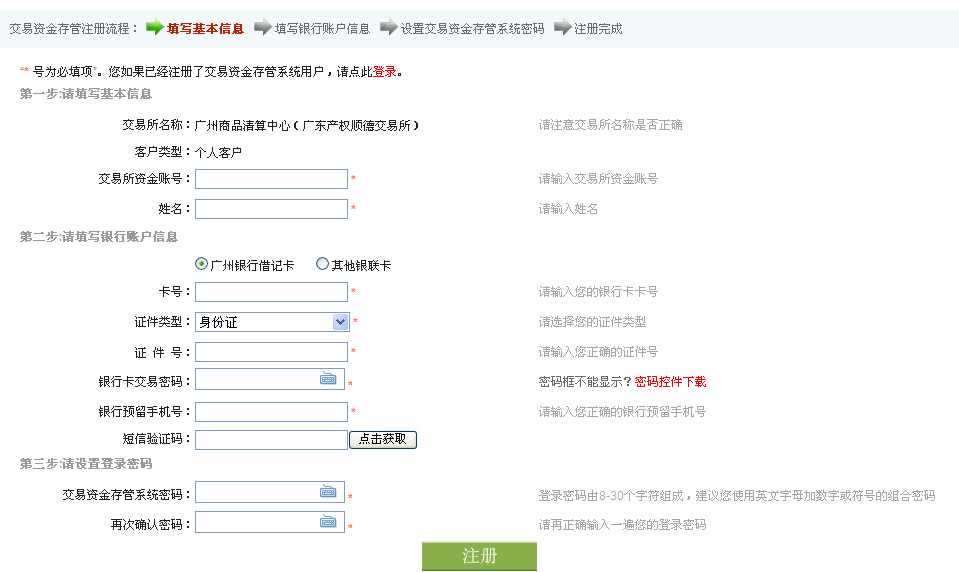 交易资金存管注册流程： 填写基本信息 填写银行账户信息 设置交易资金存管系统密码 注册完成
“* 号为必填项”。您如果已经注册了交易资金存管系统用户，请点此登录。
第一步:请填写基本信息
交易所名称：广州商品清算中心（广东产权顺德交易所） 请注意交易所名称是否正确
客户类型：个人客户
交易所资金账号： * 请输入交易所资金账号
姓名： * 请输入姓名
第二步:请填写银行账户信息
广州银行借记卡 其他银联卡
卡号： * 请输入您的银行卡卡号
证件类型：身份证 * 请选择您的证件类型
证 件 号： * 请输入您正确的证件号
银行卡交易密码： * 密码框不能显示？密码控件下载
银行预留手机号： * 请输入您正确的银行预留手机号
短信验证码： 点击获取
第三步:请设置登录密码
交易资金存管系统密码： * 登录密码由8-30个字符组成，建议您使用英文字母加数字或符号的组合密码
再次确认密码： * 请再正确输入一遍您的登录密码
注册